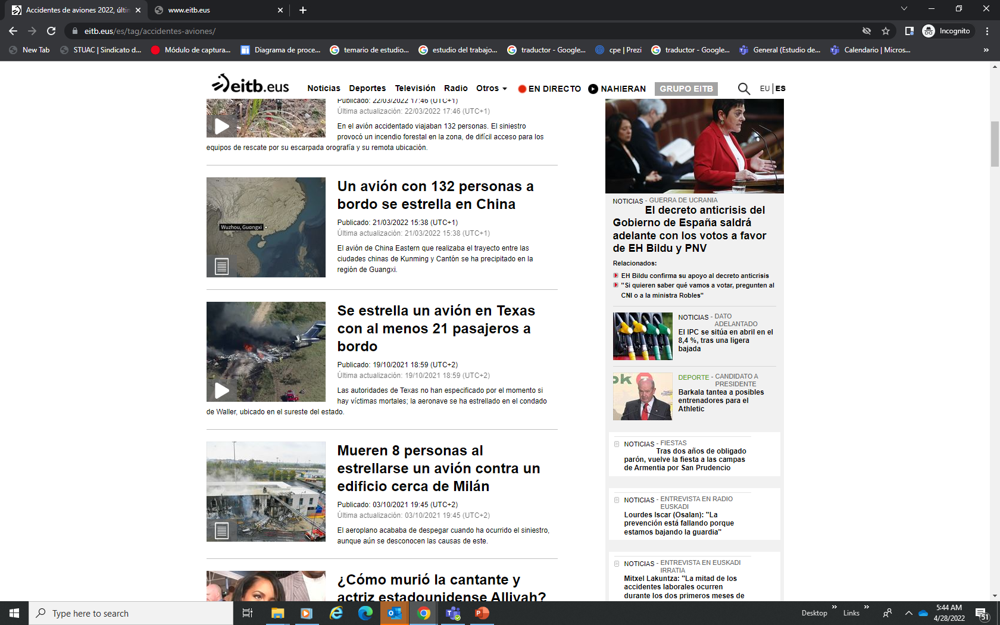 Accidentes de aviones 2022, últin
www.eitb.eus
eitb.eus/es/tag/accidentes-aviones/
Incognito
New Tab
STUAC | Sindicato d...
Módulo de captura...
Diagrama de proce...
temario de estudio...
estudio del trabajo...
traductor - Google...
cpe | Prezi
traductor - Google...
General (Estudio de...
Calendario | Micros...
eitb.eus
Noticias Deportes Televisión Radio Otros
EN DIRECTO
NAHIERAN
GRUPO EITB
EU | ES
Publicado: 22/03/2022 17:46 (UTC+1)
Última actualización: 22/03/2022 17:46 (UTC+1)
En el avión accidentado viajaban 132 personas. El siniestro
provocó un incendio forestal en la zona, de difícil acceso para los
equipos de rescate por su escarpada orografía y su remota ubicación.
Wuzhou, Guangxi
Un avión con 132 personas a
bordo se estrella en China
Publicado: 21/03/2022 15:38 (UTC+1)
Última actualización: 21/03/2022 15:38 (UTC+1)
El avión de China Eastern que realizaba el trayecto entre las
ciudades chinas de Kunming y Cantón se ha precipitado en la
región de Guangxi.
Se estrella un avión en Texas
con al menos 21 pasajeros a
bordo
Publicado: 19/10/2021 18:59 (UTC+2)
Última actualización: 19/10/2021 18:59 (UTC+2)
Las autoridades de Texas no han especificado por el momento si
hay víctimas mortales; la aeronave se ha estrellado en el condado
de Waller, ubicado en el sureste del estado.
Mueren 8 personas al
estrellarse un avión contra un
edificio cerca de Milán
Publicado: 03/10/2021 19:45 (UTC+2)
Última actualización: 03/10/2021 19:45 (UTC+2)
El aeroplano acababa de despegar cuando ha ocurrido el siniestro,
aunque aún se desconocen las causas de este.
¿Cómo murió la cantante y
actriz estadounidense Alliyah?
NOTICIAS - GUERRA DE UCRANIA
El decreto anticrisis del
Gobierno de España saldrá
adelante con los votos a favor
de EH Bildu y PNV
Relacionados:
EH Bildu confirma su apoyo al decreto anticrisis
"Si quieren saber qué vamos a votar, pregunten al
CNI o a la ministra Robles"
NOTICIAS - DATO
ADELANTADO
El IPC se sitúa en abril en el
8,4 %, tras una ligera
bajada
DEPORTE - CANDIDATO A
PRESIDENTE
Barkala tantea a posibles
entrenadores para el
Athletic
NOTICIAS - FIESTAS
Tras dos años de obligado
parón, vuelve la fiesta a las campas
de Armentia por San Prudencio
NOTICIAS - ENTREVISTA EN RADIO
EUSKADI
Lourdes Iscar (Osalan): "La
prevención está fallando porque
estamos bajando la guardia"
NOTICIAS - ENTREVISTA EN EUSKADI
IRRATIA
Mitxel Lakuntza: "La mitad de los
accidentes laborales ocurren
durante los dos primeros meses de
Type here to search
Desktop
Links
5:44 AM
4/28/2022
51